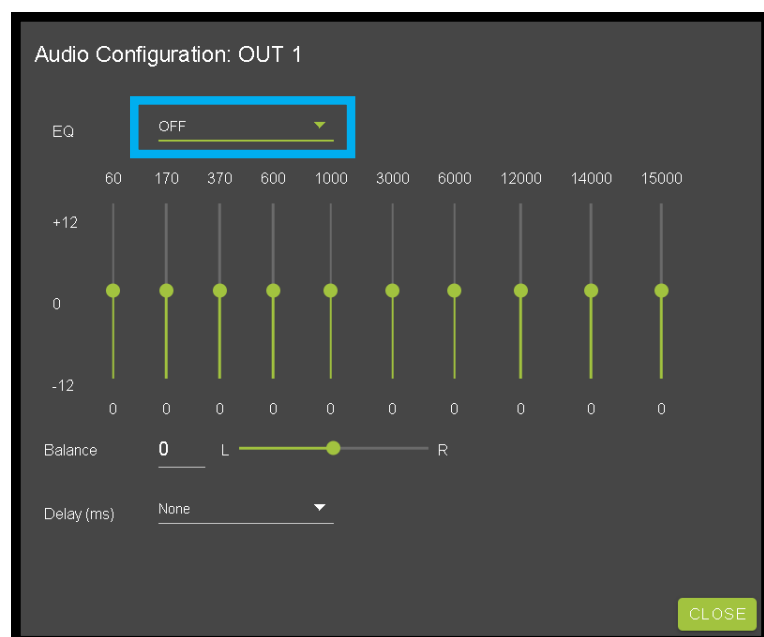 Audio Configuration: OUT 1
EQ OFF
60 170 370 600 1000 3000 6000 12000 14000 15000
+12
0
-12
0 0 0 0 0 0 0 0 0 0
Balance 0 L R
Delay (ms) None
CLOSE